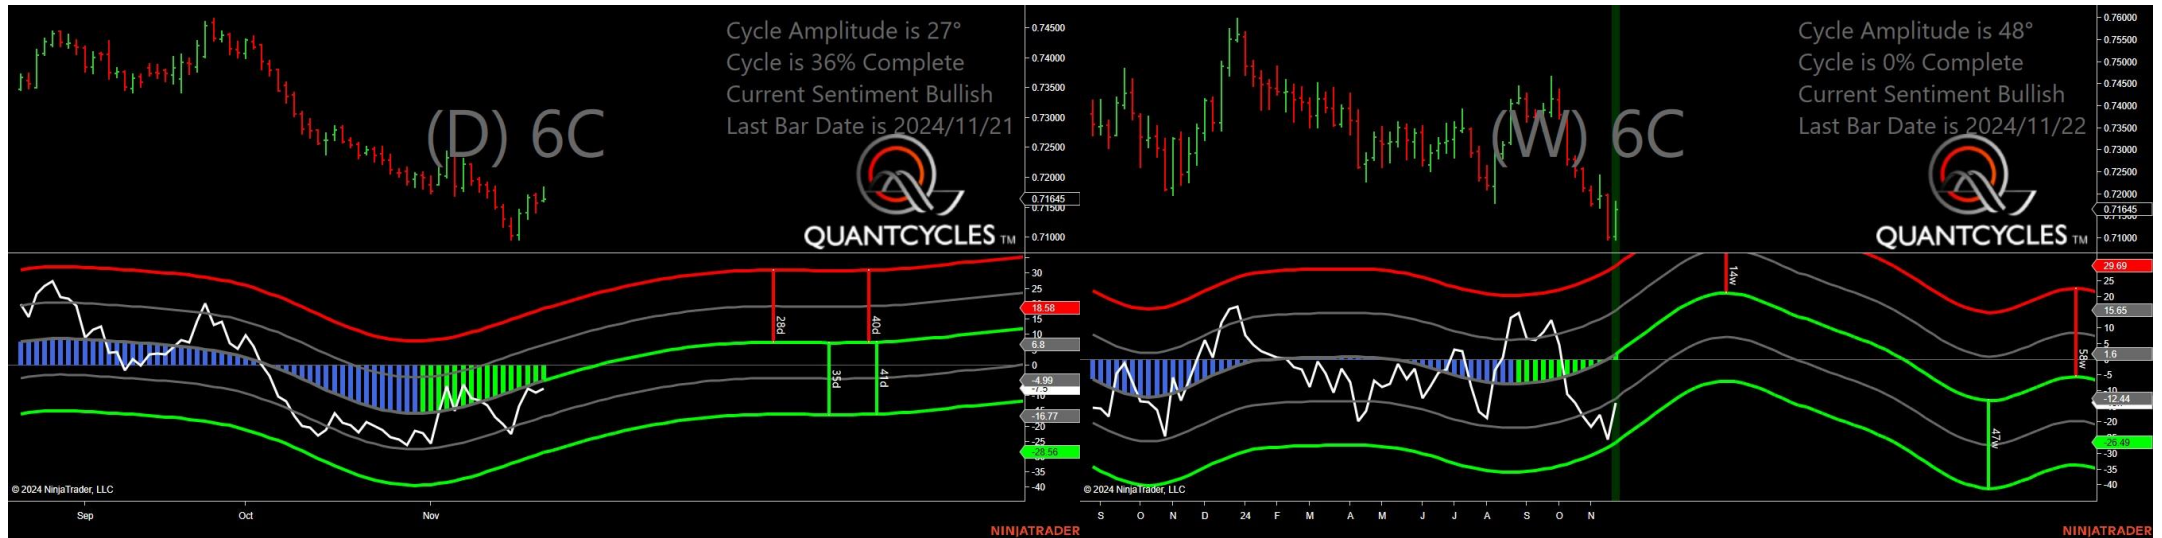 Cycle Amplitude is 27°
Cycle is 36% Complete
Current Sentiment Bullish
Last Bar Date is 2024/11/21
(D) 6C
QUANTCYCLES TM
0.74500
0.74000
0.73500
0.73000
0.72500
0.72000
0.71645
0.71500
0.71000
28d
40d
35d
41d
30
25
18.58
15
10
6.8
0
-4.99
-7.5
-10
-16.77
-20
-25
-28.56
-35
-40
© 2024 NinjaTrader, LLC
Sep
Oct
Nov
NINJATRADER
Cycle Amplitude is 48°
Cycle is 0% Complete
Current Sentiment Bullish
Last Bar Date is 2024/11/22
(W) 6C
QUANTCYCLES TM
0.76000
0.75500
0.75000
0.74500
0.74000
0.73500
0.73000
0.72500
0.72000
0.71645
0.71000
14w
58w
47w
29.69
25
20
15.65
10
5
1.6
-5
-10
-12.44
-20
-26.49
-30
-35
-40
© 2024 NinjaTrader, LLC
S O N D 24 F M A M J J A S O N
NINJATRADER